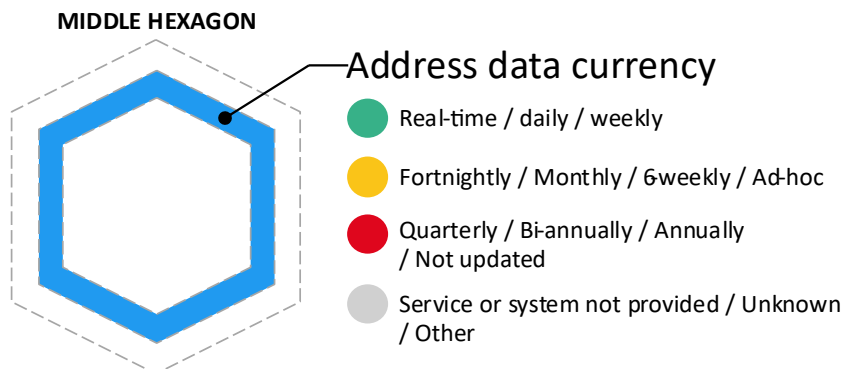 MIDDLE HEXAGON
Address data currency
Real-time / daily / weekly
Fortnightly / Monthly / 6-weekly / Ad-hoc
Quarterly / Bi-annually / Annually
/ Not updated
Service or system not provided / Unknown
/ Other